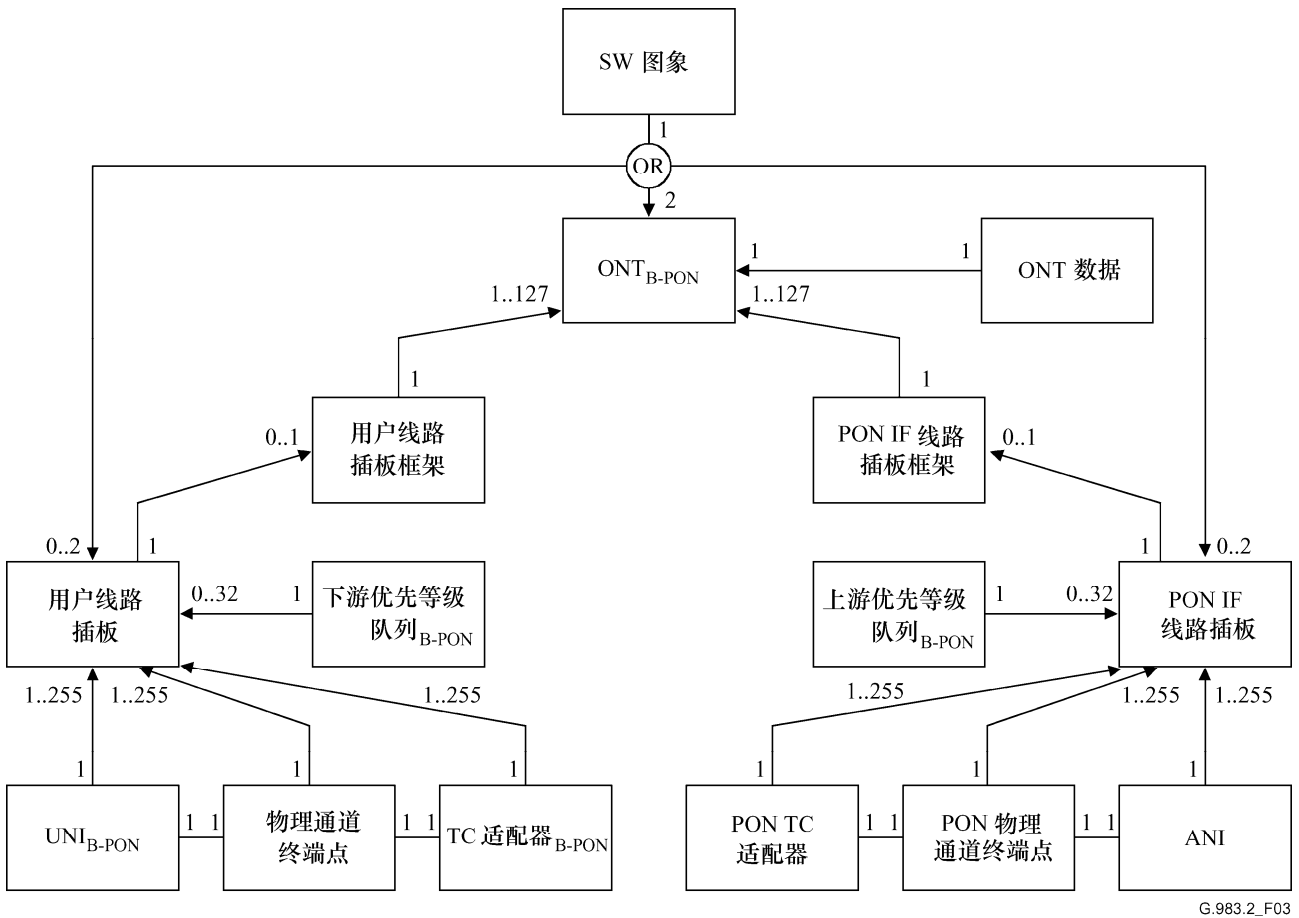 SW 图象
1
OR
2
ONT B-PON
1
1
ONT 数据
1..127
1..127
1
1
用户线路
插板框架
PON IF 线路
插板框架
0..1
0..1
0..2
1
1
0..2
用户线路
插板
0..32
1
下游优先等级
队列B-PON
上游优先等级
队列B-PON
1
0..32
PON IF
线路插板
1..255
1..255
1..255
1..255
1..255
1..255
1
1
1
1
1
1
UNI B-PON
1
1
物理通道
终端点
1
1
TC 适配器B-PON
PON TC
适配器
1
1
PON 物理
通道终端点
1
1
ANI
G.983.2_F03